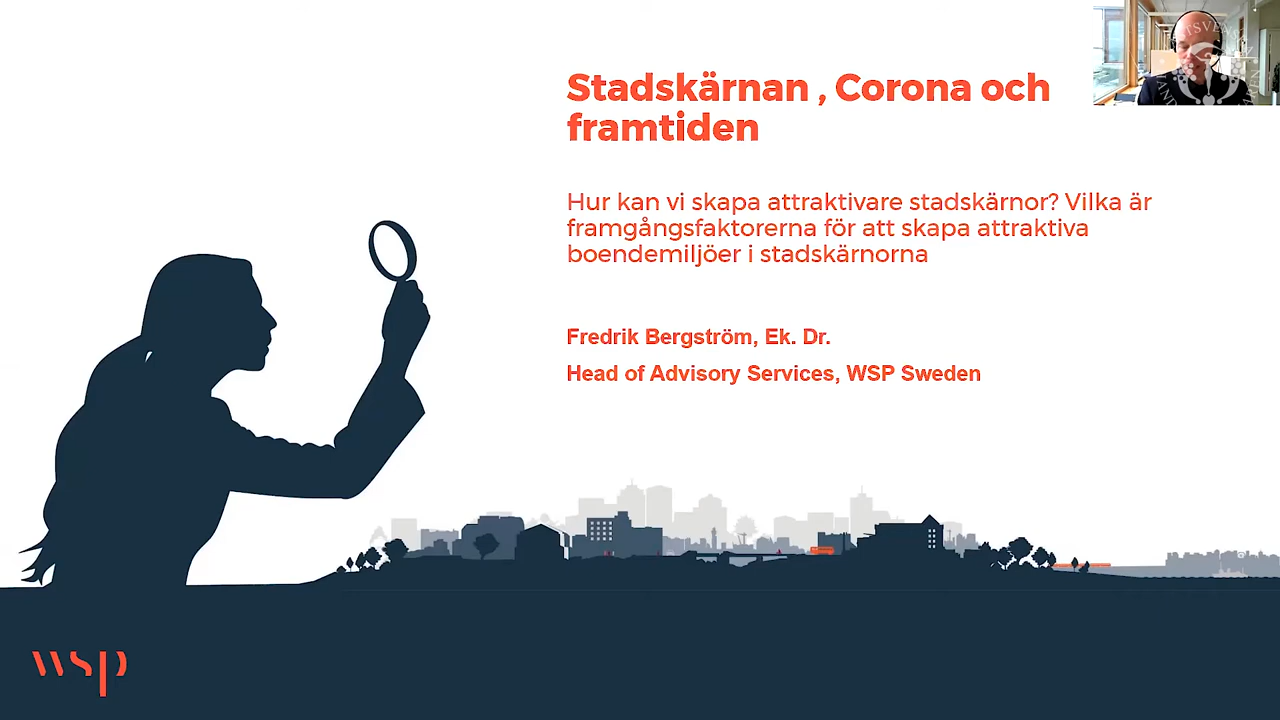 Stadskärnan , Corona och
framtiden
Hur kan vi skapa attraktivare stadskärnor? Vilka är
framgångsfaktorerna för att skapa attraktiva
boendemiljöer i stadskärnorna
Fredrik Bergström, Ek. Dr.
Head of Advisory Services, WSP Sweden
wsp